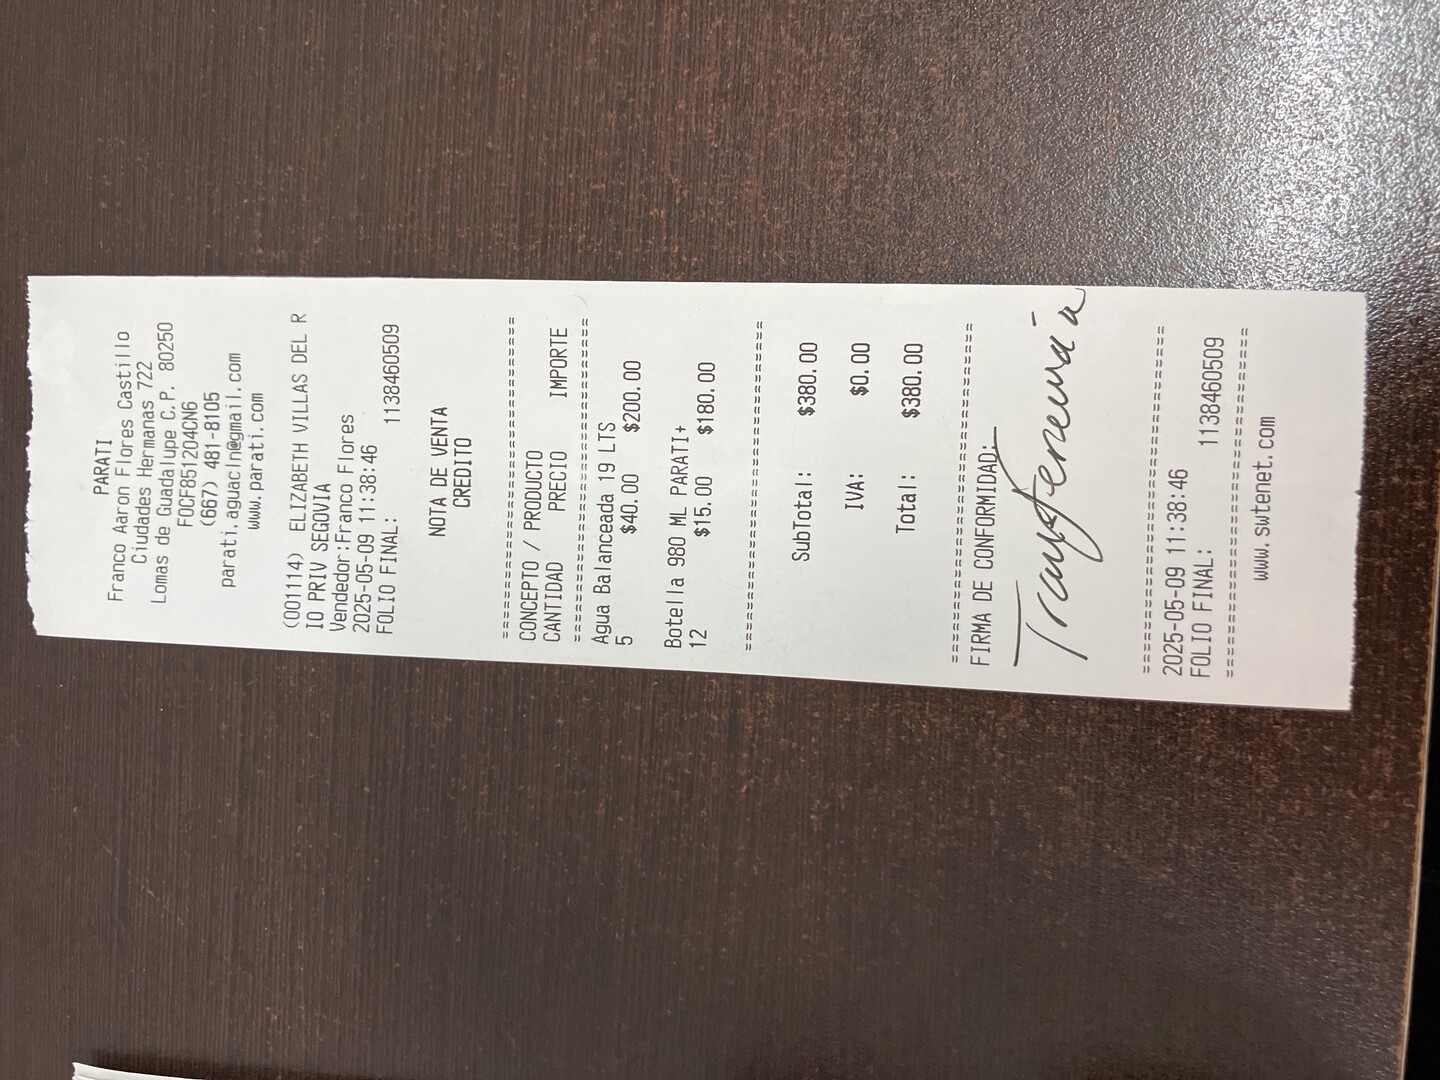 PARATI
Franco Aaron Flores Castillo
Ciudades Hermanas 722
Lomas de Guadalupe C.P. 80250
FOCF851204CN6
(667) 481-8105
parati.aguacln@gmail.com
www.parati.com
(001114) ELIZABETH VILLAS DEL R
IO PRIV SEGOVIA
Vendedor:Franco Flores
2025-05-09 11:38:46
FOLIO FINAL: 1138460509
NOTA DE VENTA
CREDITO
================================
CONCEPTO / PRODUCTO
CANTIDAD PRECIO IMPORTE
================================
Agua Balanceada 19 LTS
5 $40.00 $200.00
Botella 980 ML PARATI+
12 $15.00 $180.00
================================
SubTotal: $380.00
IVA: $0.00
Total: $380.00
================================
FIRMA DE CONFORMIDAD:
Transferencia
================================
2025-05-09 11:38:46
FOLIO FINAL: 1138460509
================================
www.swtenet.com